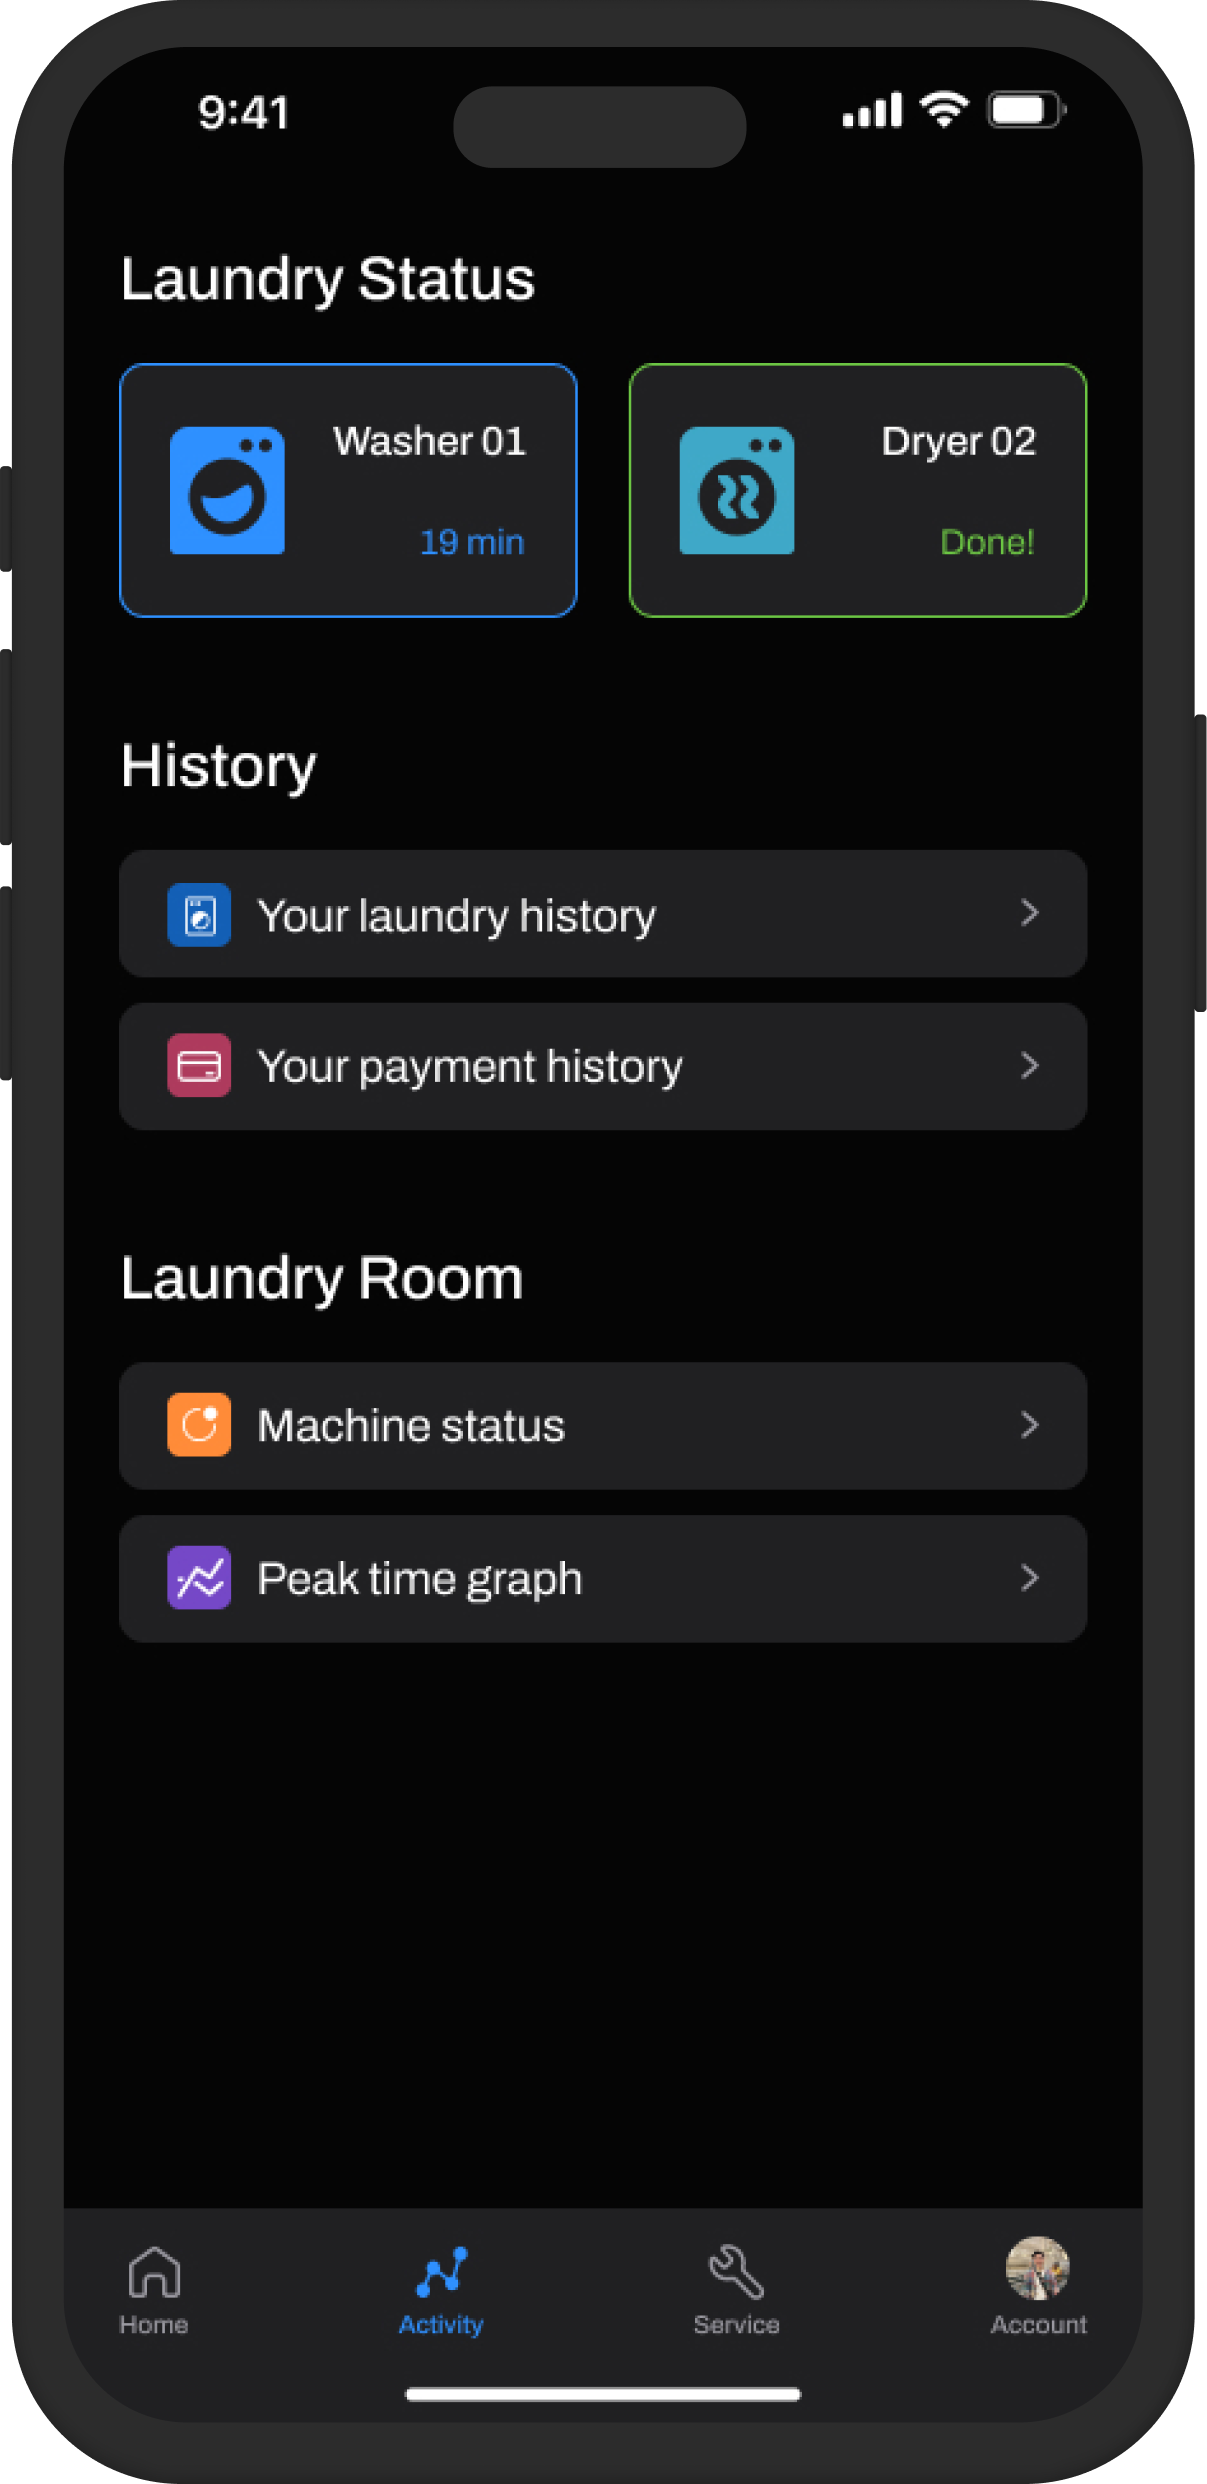 9:41
Laundry Status
Washer 01
19 min
Dryer 02
Done!
History
Your laundry history
Your payment history
Laundry Room
Machine status
Peak time graph
Home
Activity
Service
Account